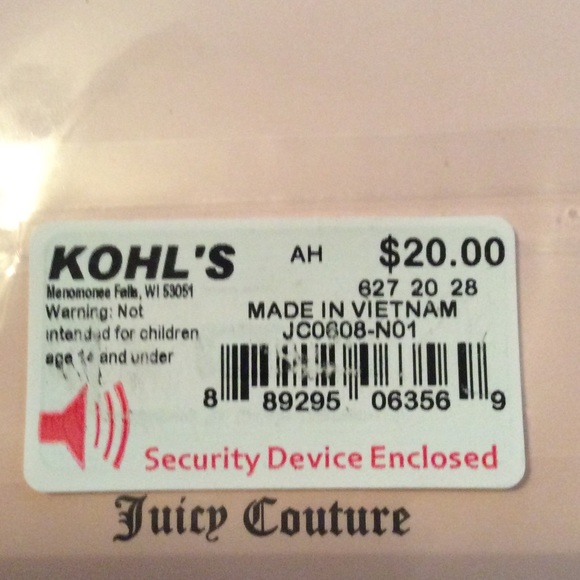 KOHL'S AH $20.00
Menomonee Falls, WI 53051 627 20 28
Warning: Not MADE IN VIETNAM
intended for children JC0608-N01
age 14 and under
8 89295 06356 9
Security Device Enclosed
Juicy Couture